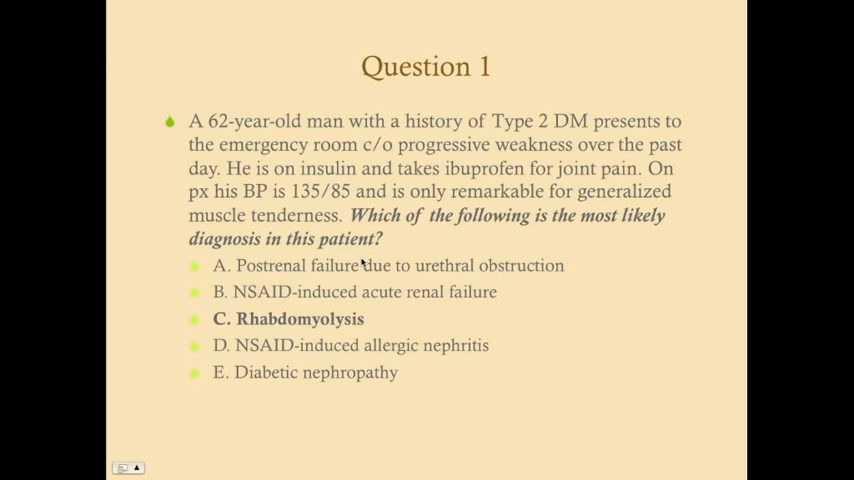 Question 1
A 62-year-old man with a history of Type 2 DM presents to
the emergency room c/o progressive weakness over the past
day. He is on insulin and takes ibuprofen for joint pain. On
px his BP is 135/85 and is only remarkable for generalized
muscle tenderness. Which of the following is the most likely
diagnosis in this patient?
A. Postrenal failure due to urethral obstruction
B. NSAID-induced acute renal failure
C. Rhabdomyolysis
D. NSAID-induced allergic nephritis
E. Diabetic nephropathy